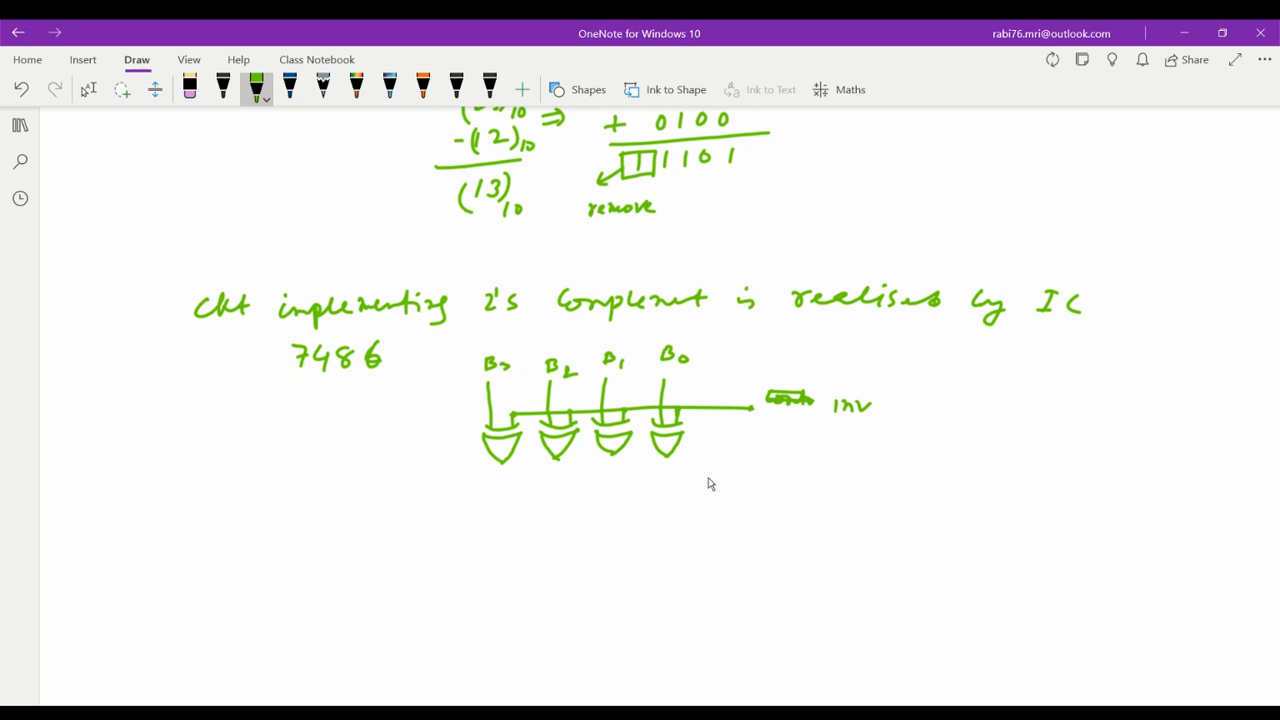 OneNote for Windows 10
rabi76.mri@outlook.com
Home Insert Draw View Help Class Notebook
Share
Shapes Ink to Shape Ink to Text Maths
)10 ⇒ + 0100
-(12)10
1 1101
(13)10
remove
Ckt implementing 2's Complement is realised by IC
7486
B3 B2 B1 B0
inv